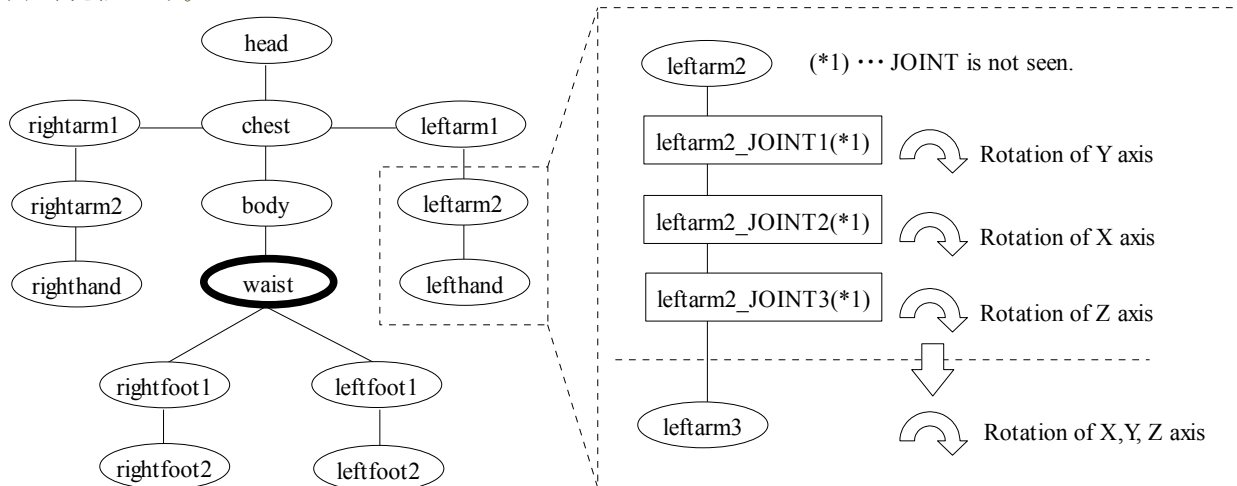 head
rightarm1
chest
leftarm1
rightarm2
body
leftarm2
righthand
waist
lefthand
rightfoot1
leftfoot1
rightfoot2
leftfoot2
leftarm2
(*1) ··· JOINT is not seen.
leftarm2_JOINT1(*1)
Rotation of Y axis
leftarm2_JOINT2(*1)
Rotation of X axis
leftarm2_JOINT3(*1)
Rotation of Z axis
leftarm3
Rotation of X,Y, Z axis